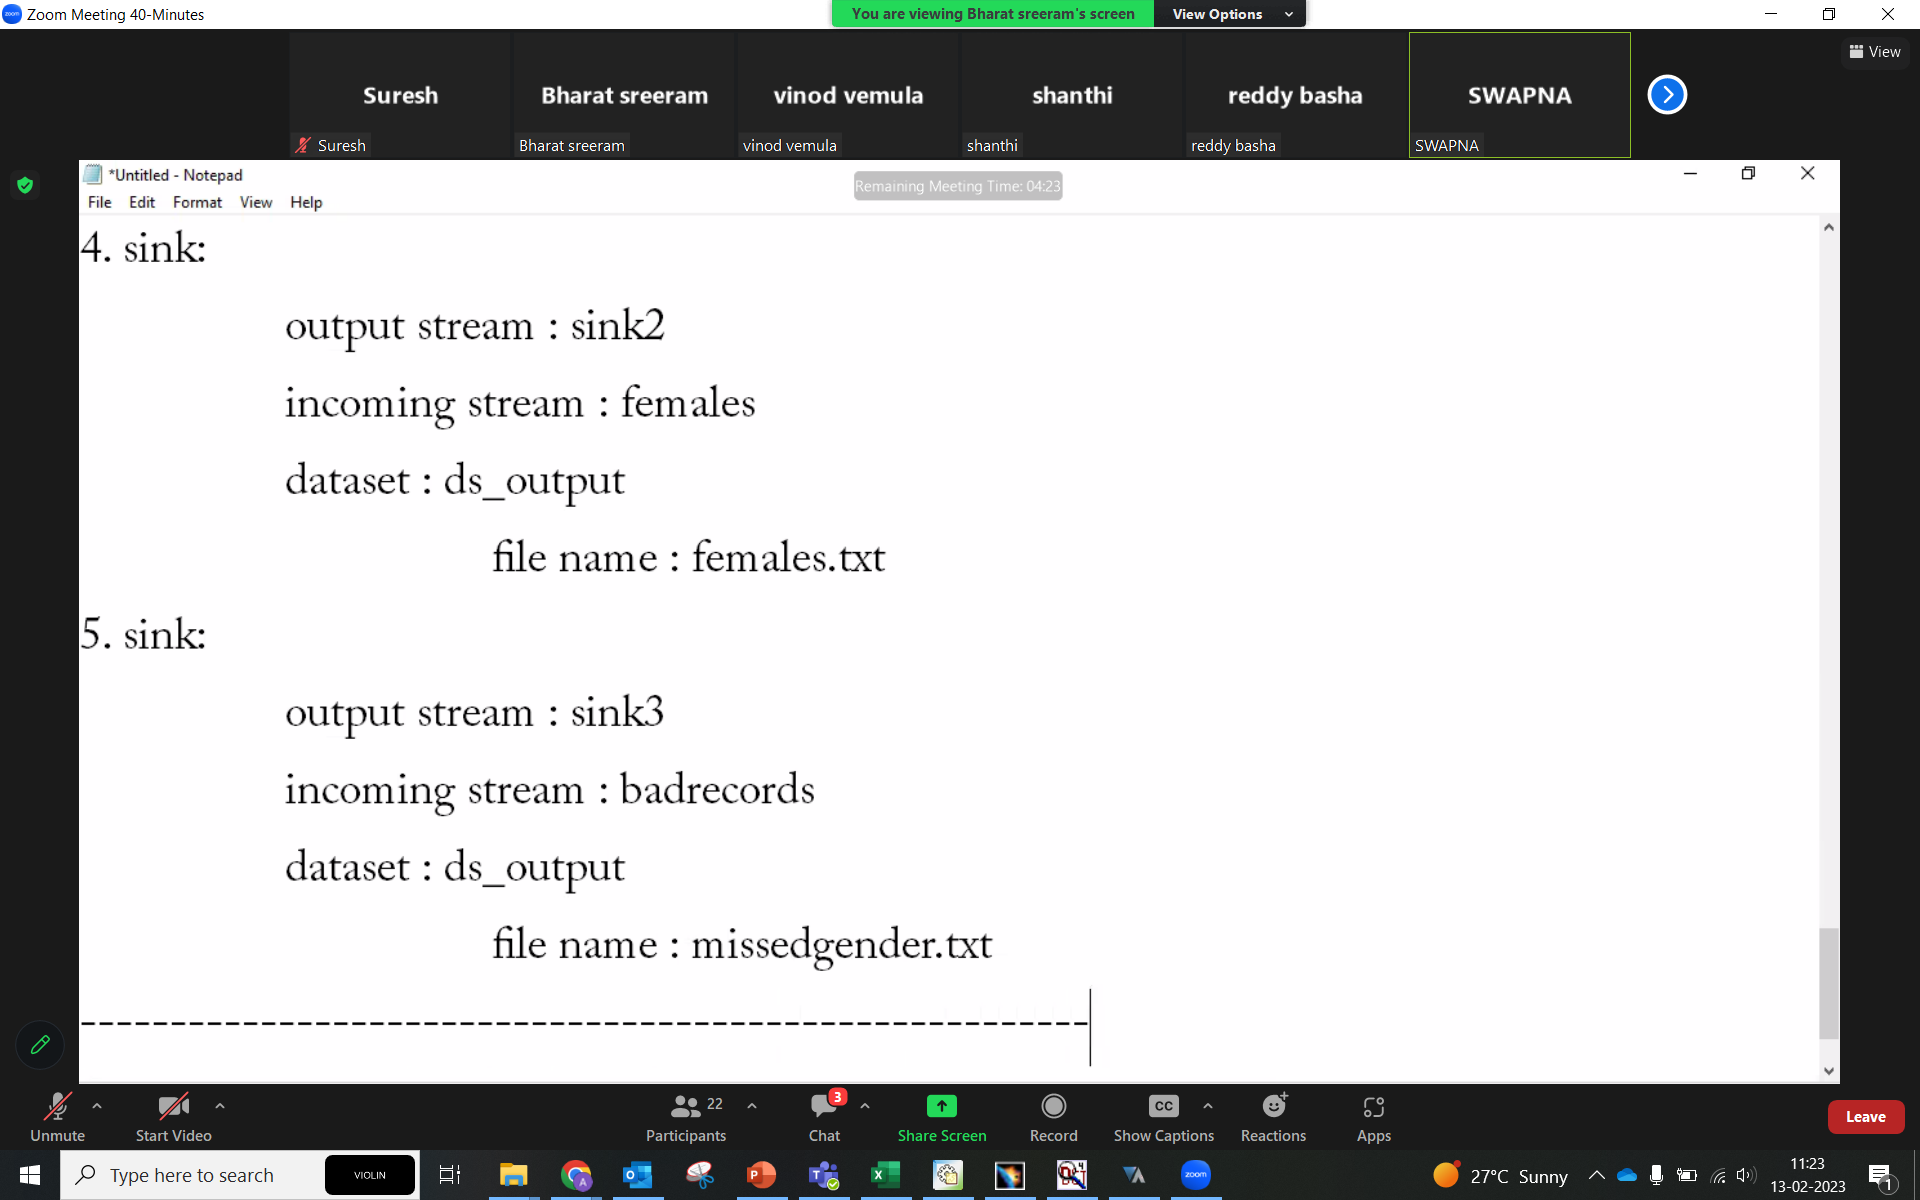 Zoom Meeting 40-Minutes
You are viewing Bharat sreeram's screen
View Options
View
Suresh
Bharat sreeram
vinod vemula
shanthi
reddy basha
SWAPNA
Suresh
Bharat sreeram
vinod vemula
shanthi
reddy basha
SWAPNA
*Untitled - Notepad
Remaining Meeting Time: 04:23
File Edit Format View Help
4. sink:
output stream : sink2
incoming stream : females
dataset : ds_output
file name : females.txt
5. sink:
output stream : sink3
incoming stream : badrecords
dataset : ds_output
file name : missedgender.txt
--------------------------------------------------------
22
3
CC
Unmute
Start Video
Participants
Chat
Share Screen
Record
Show Captions
Reactions
Apps
Leave
Type here to search
VIOLIN
zoom
27°C Sunny
11:23
13-02-2023
1